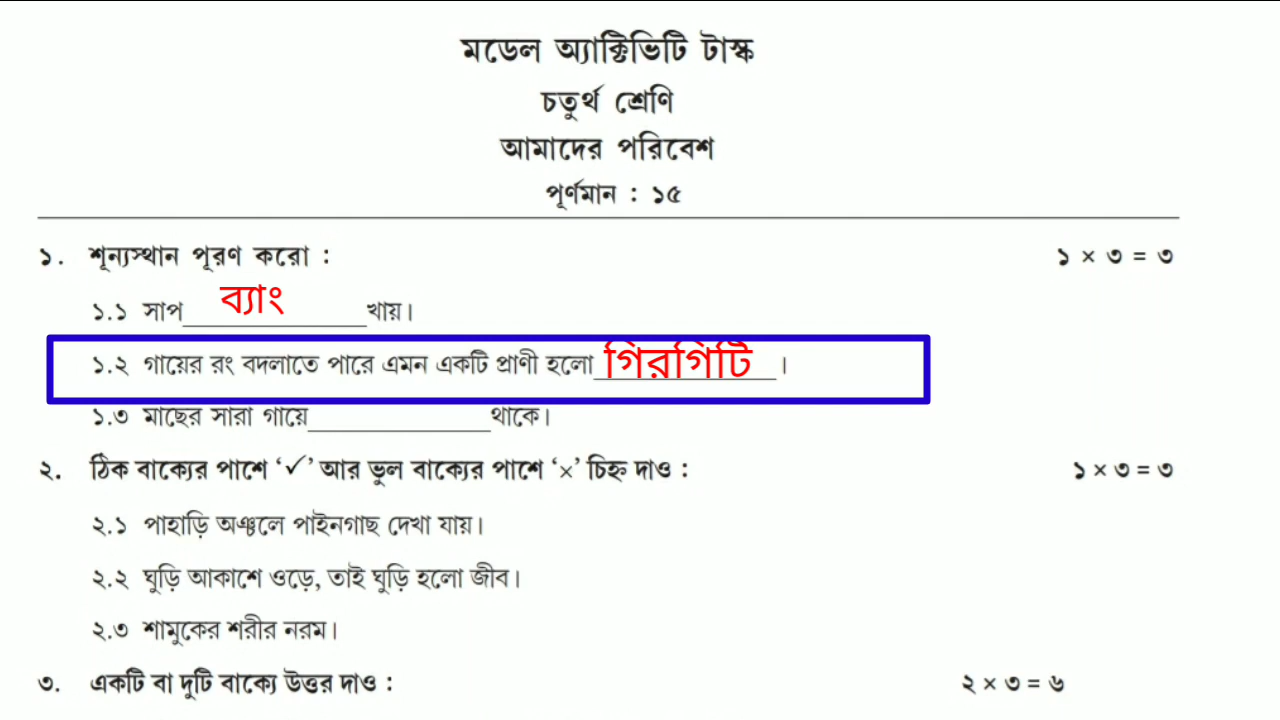 মডেল অ্যাক্টিভিটি টাস্ক
চতুর্থ শ্রেণি
আমাদের পরিবেশ
পূর্ণমান : ১৫
১. শূন্যস্থান পূরণ করো : ১ × ৩ = ৩
১.১ সাপ ব্যাং খায়।
১.২ গায়ের রং বদলাতে পারে এমন একটি প্রাণী হলো গিরগিটি ।
১.৩ মাছের সারা গায়ে____________থাকে।
২. ঠিক বাক্যের পাশে ‘✓’ আর ভুল বাক্যের পাশে ‘×’ চিহ্ন দাও : ১ × ৩ = ৩
২.১ পাহাড়ি অঞ্চলে পাইনগাছ দেখা যায়।
২.২ ঘুড়ি আকাশে ওড়ে, তাই ঘুড়ি হলো জীব।
২.৩ শামুকের শরীর নরম।
৩. একটি বা দুটি বাক্যে উত্তর দাও : ২ × ৩ = ৬